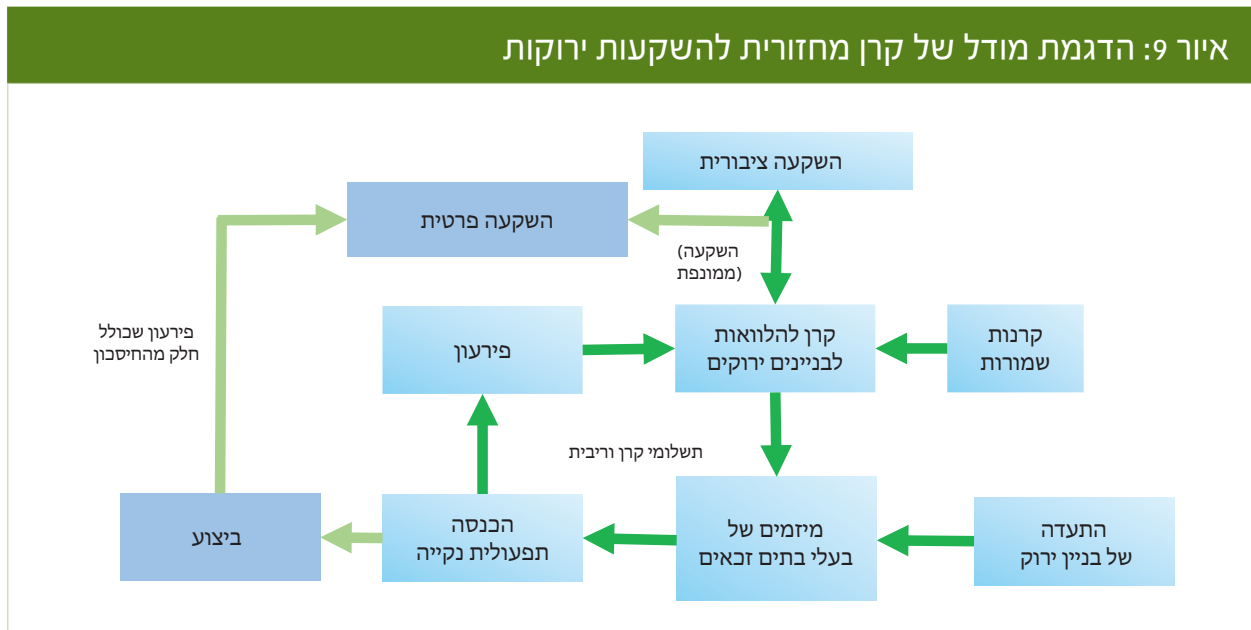 איור 9: הדגמת מודל של קרן מחזורית להשקעות ירוקות
השקעה ציבורית
השקעה פרטית
(השקעה
ממונפת)
פירעון שכולל
חלק מהחיסכון
פירעון
קרן להלוואות
לבניינים ירוקים
קרנות
שמורות
תשלומי קרן וריבית
ביצוע
הכנסה
תפעולית נקייה
מיזמים של
בעלי בתים זכאים
התעדה
של בניין ירוק